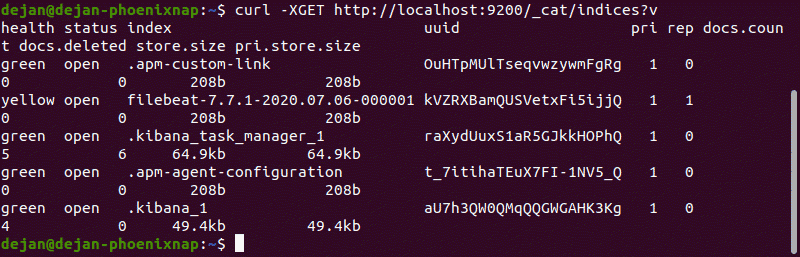 dejan@dejan-phoenixnap:~$ curl -XGET http://localhost:9200/_cat/indices?v
health status index                            uuid                   pri rep docs.coun
t docs.deleted store.size pri.store.size
green  open   .apm-custom-link                 OuHTpMUlTseqvwzywmFgRg   1   0
0            0       208b           208b
yellow open   filebeat-7.7.1-2020.07.06-000001 kVZRXBamQUSVetxFi5ijjQ   1   1
0            0       208b           208b
green  open   .kibana_task_manager_1           raXydUuxS1aR5GJkkHOPhQ   1   0
5            6     64.9kb         64.9kb
green  open   .apm-agent-configuration         t_7itihaTEuX7FI-1NV5_Q   1   0
0            0       208b           208b
green  open   .kibana_1                        aU7h3QW0QMqQQGWGAHK3Kg   1   0
4            0     49.4kb         49.4kb
dejan@dejan-phoenixnap:~$